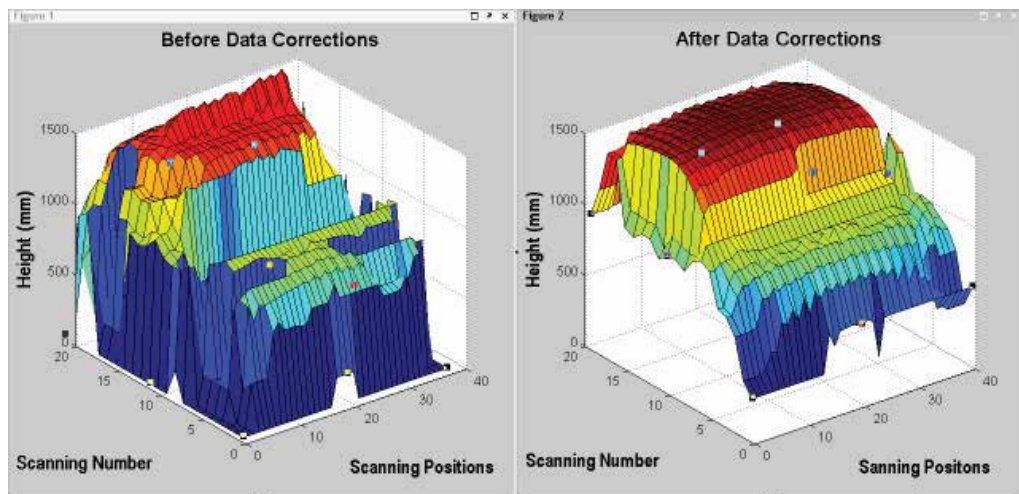 Figure 1
Before Data Corrections
1500
1000
500
0
20
15
10
5
0
0
10
20
30
40
Height (mm)
Scanning Number
Scanning Positions
Figure 2
After Data Corrections
1500
1000
500
0
20
15
10
5
0
0
10
20
30
40
Height (mm)
Scanning Number
Sanning Positons